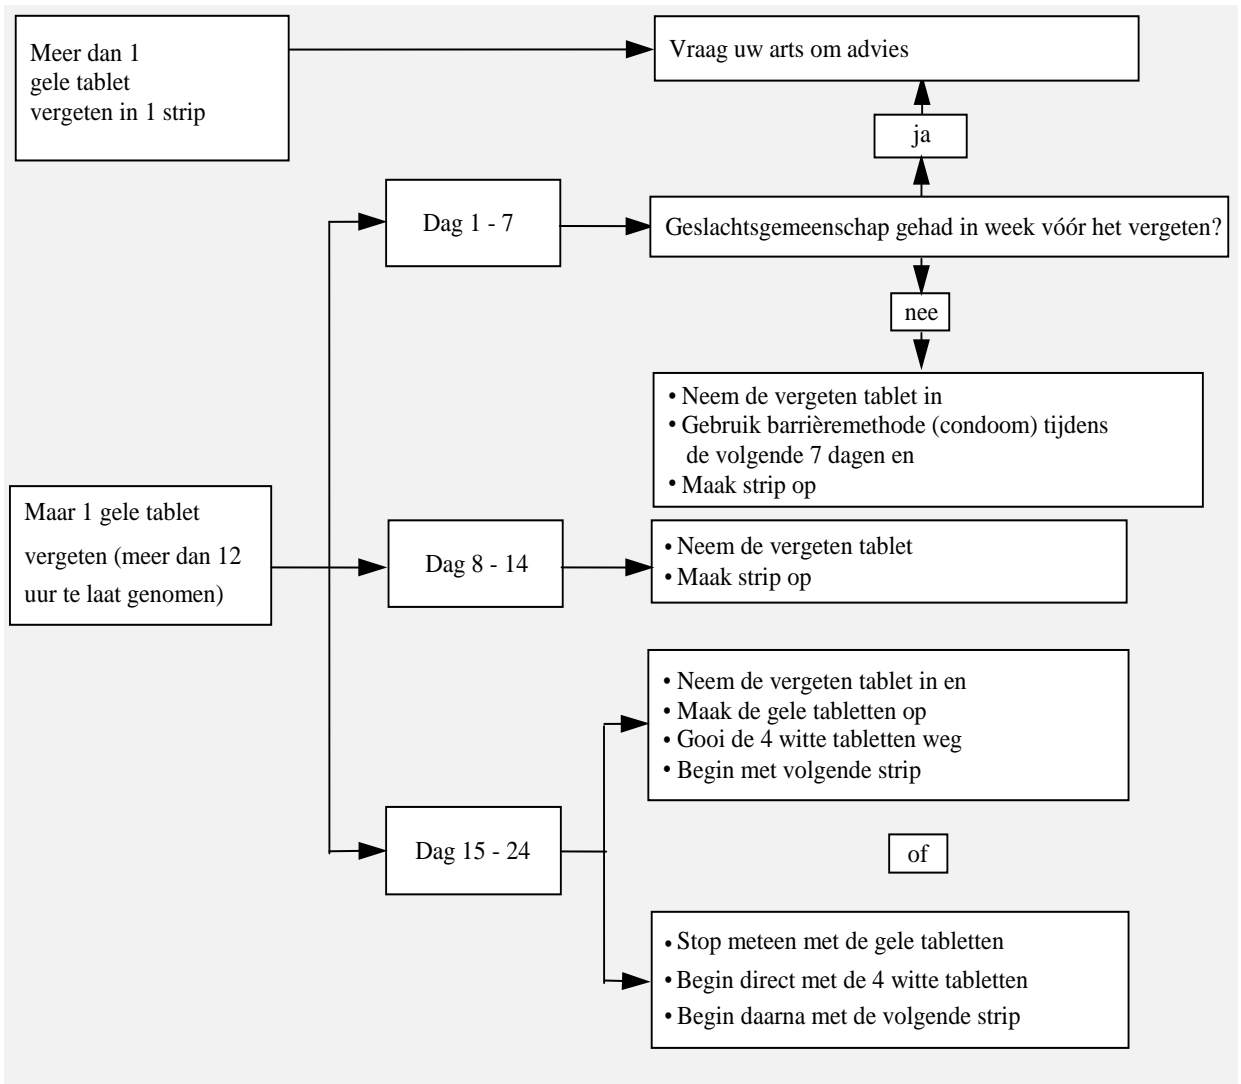 Meer dan 1
gele tablet
vergeten in 1 strip
Vraag uw arts om advies
ja
Dag 1 - 7
Geslachtsgemeenschap gehad in week vóór het vergeten?
nee
• Neem de vergeten tablet in
• Gebruik barrièremethode (condoom) tijdens
de volgende 7 dagen en
• Maak strip op
Maar 1 gele tablet
vergeten (meer dan 12
uur te laat genomen)
Dag 8 - 14
• Neem de vergeten tablet
• Maak strip op
Dag 15 - 24
• Neem de vergeten tablet in en
• Maak de gele tabletten op
• Gooi de 4 witte tabletten weg
• Begin met volgende strip
of
• Stop meteen met de gele tabletten
• Begin direct met de 4 witte tabletten
• Begin daarna met de volgende strip